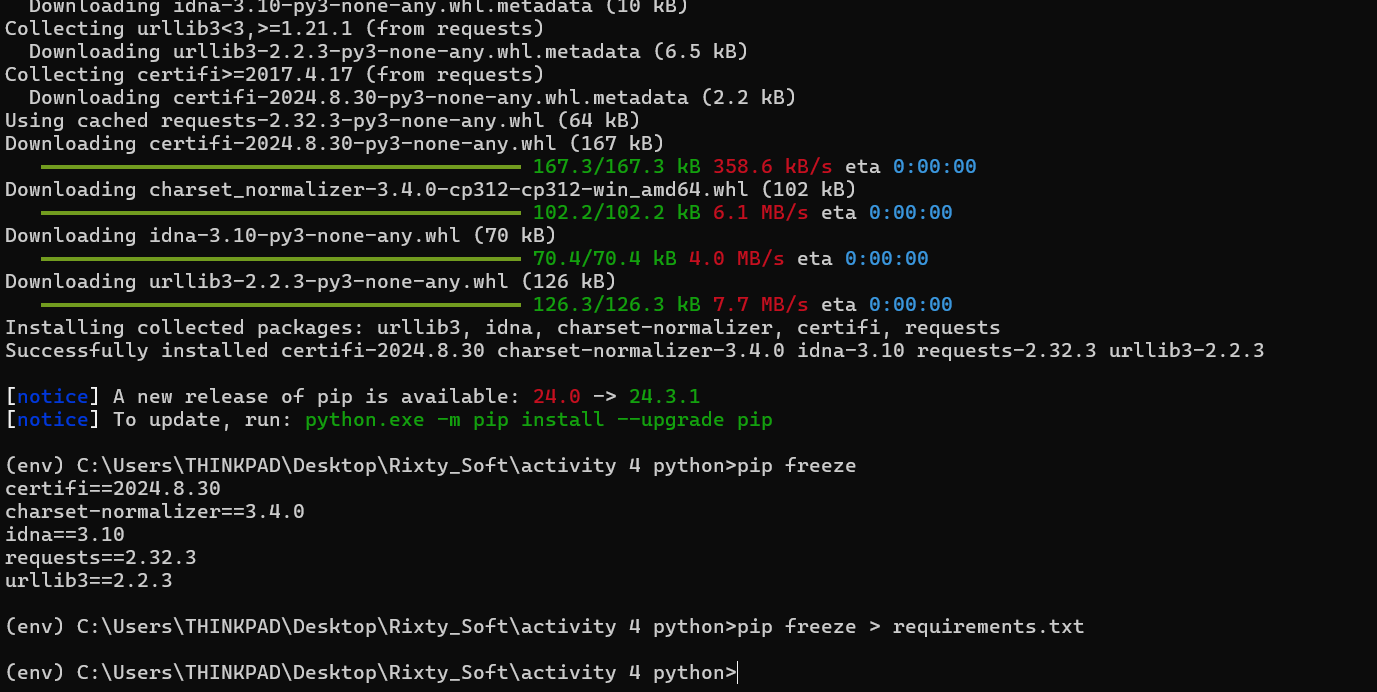 Downloading idna-3.10-py3-none-any.whl.metadata (10 kB)
Collecting urllib3<3,>=1.21.1 (from requests)
Downloading urllib3-2.2.3-py3-none-any.whl.metadata (6.5 kB)
Collecting certifi>=2017.4.17 (from requests)
Downloading certifi-2024.8.30-py3-none-any.whl.metadata (2.2 kB)
Using cached requests-2.32.3-py3-none-any.whl (64 kB)
Downloading certifi-2024.8.30-py3-none-any.whl (167 kB)
167.3/167.3 kB 358.6 kB/s eta 0:00:00
Downloading charset_normalizer-3.4.0-cp312-cp312-win_amd64.whl (102 kB)
102.2/102.2 kB 6.1 MB/s eta 0:00:00
Downloading idna-3.10-py3-none-any.whl (70 kB)
70.4/70.4 kB 4.0 MB/s eta 0:00:00
Downloading urllib3-2.2.3-py3-none-any.whl (126 kB)
126.3/126.3 kB 7.7 MB/s eta 0:00:00
Installing collected packages: urllib3, idna, charset-normalizer, certifi, requests
Successfully installed certifi-2024.8.30 charset-normalizer-3.4.0 idna-3.10 requests-2.32.3 urllib3-2.2.3
[notice] A new release of pip is available: 24.0 -> 24.3.1
[notice] To update, run: python.exe -m pip install --upgrade pip
(env) C:\Users\THINKPAD\Desktop\Rixty_Soft\activity 4 python>pip freeze
certifi==2024.8.30
charset-normalizer==3.4.0
idna==3.10
requests==2.32.3
urllib3==2.2.3
(env) C:\Users\THINKPAD\Desktop\Rixty_Soft\activity 4 python>pip freeze > requirements.txt
(env) C:\Users\THINKPAD\Desktop\Rixty_Soft\activity 4 python>